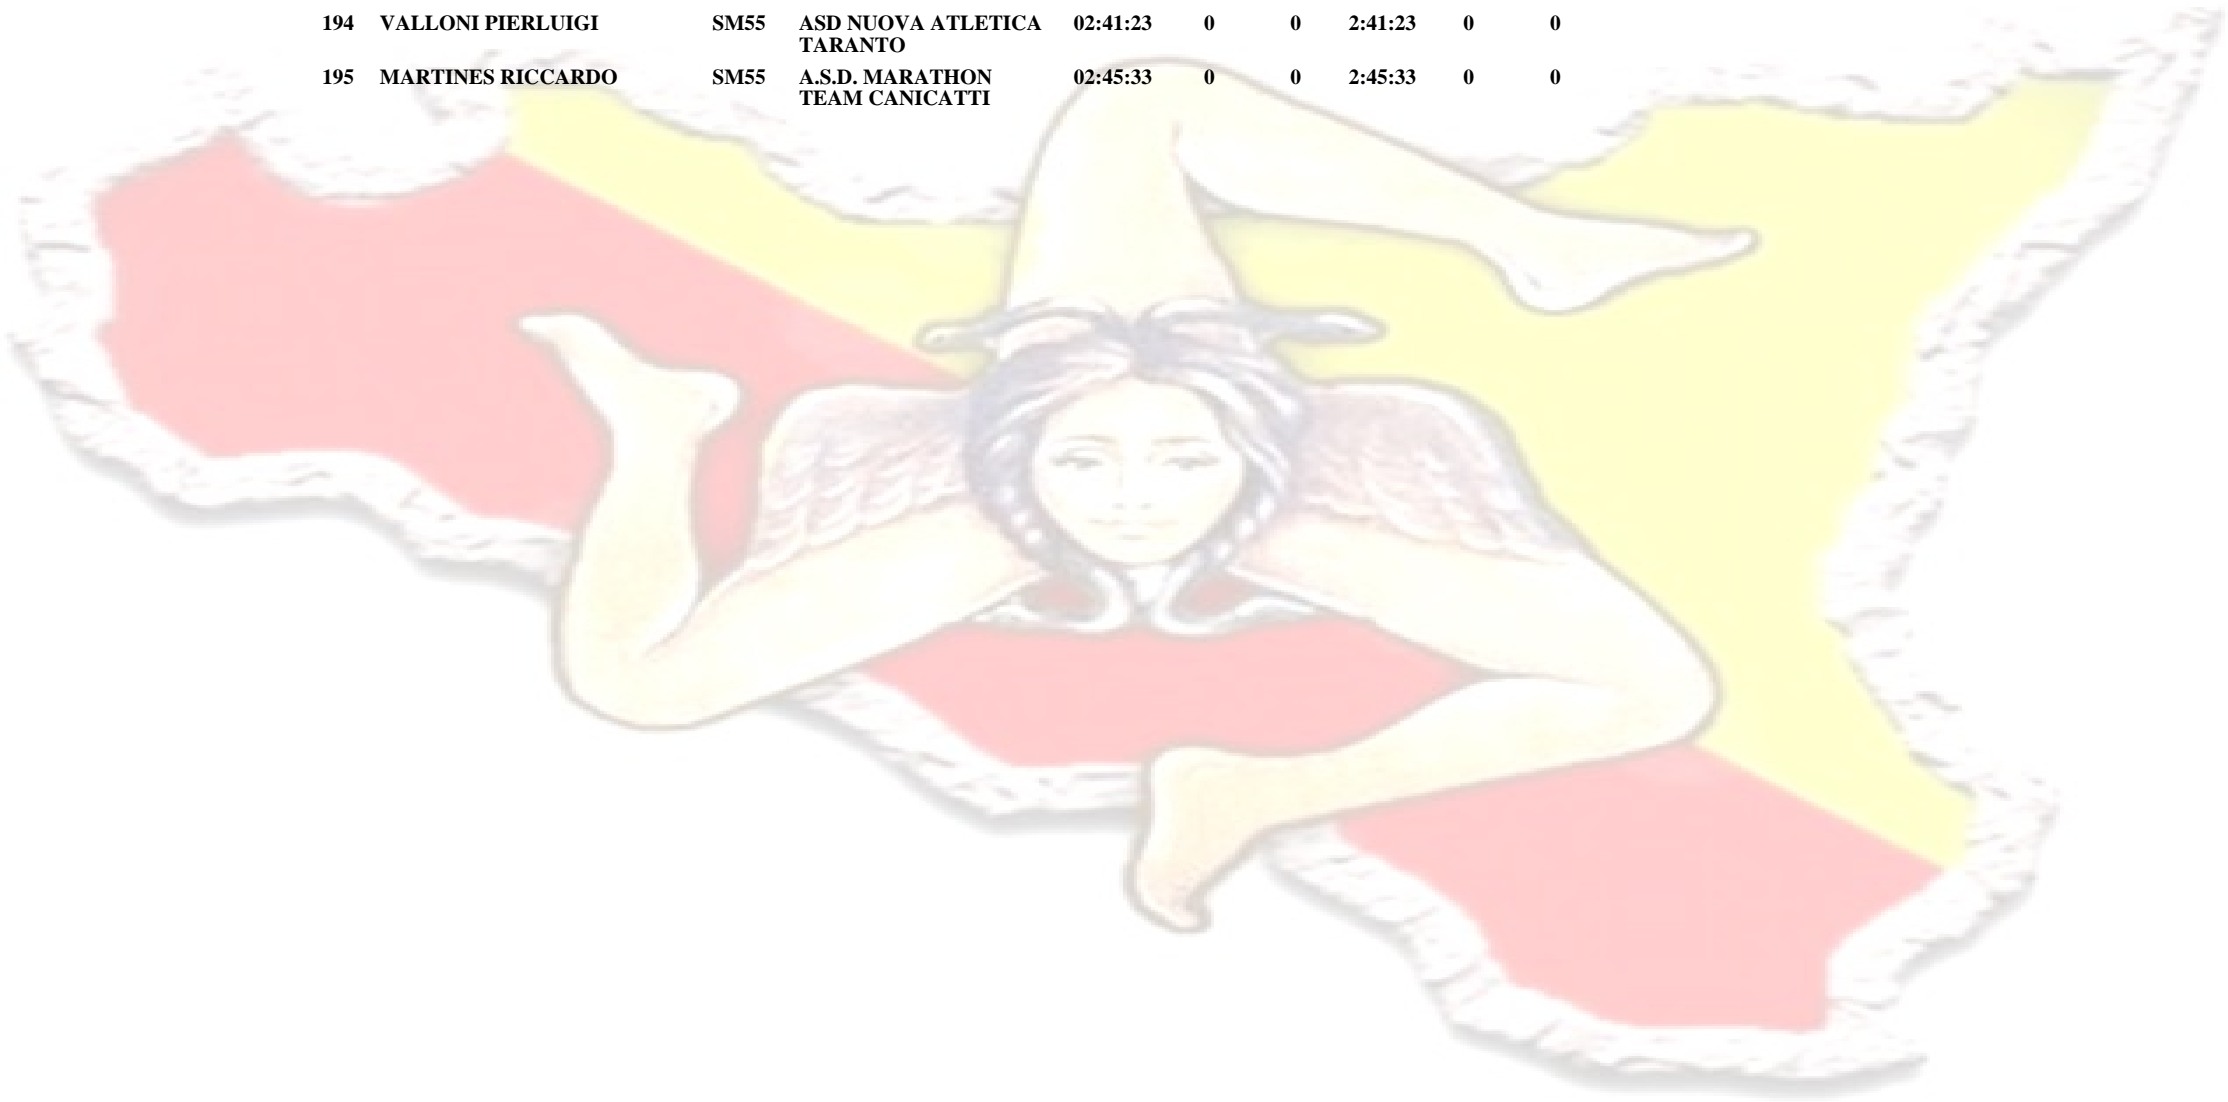 194 VALLONI PIERLUIGI SM55 ASD NUOVA ATLETICA 02:41:23 0 0 2:41:23 0 0
TARANTO
195 MARTINES RICCARDO SM55 A.S.D. MARATHON 02:45:33 0 0 2:45:33 0 0
TEAM CANICATTI